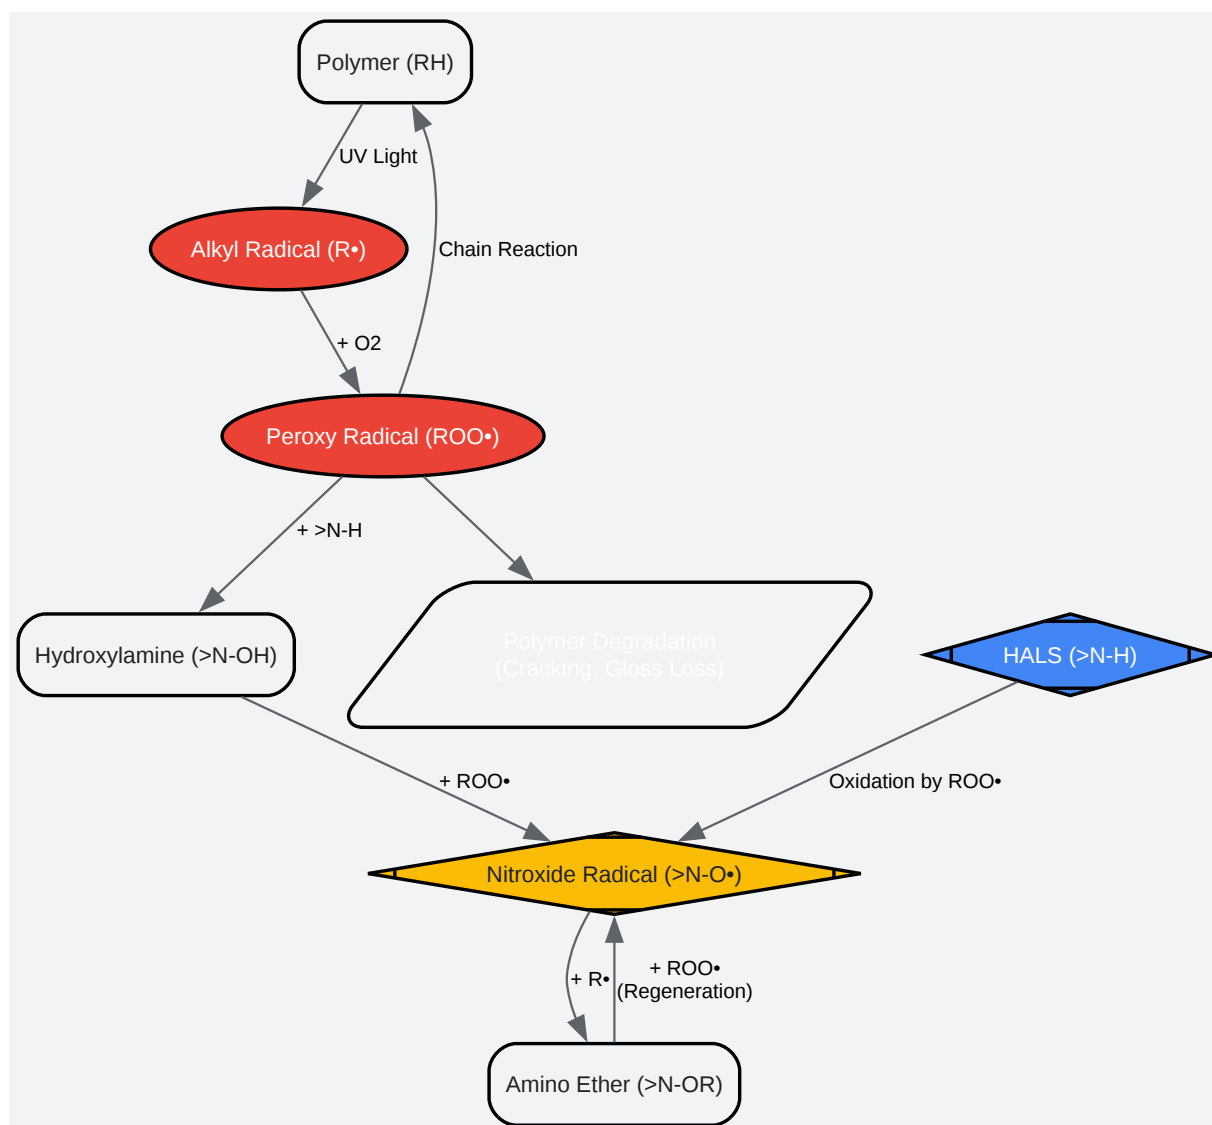 Polymer (RH)
UV Light
Alkyl Radical (R•)
Chain Reaction
+ O2
Peroxy Radical (ROO•)
+ >N-H
Hydroxylamine (>N-OH)
Polymer Degradation
(Cracking, Gloss Loss)
HALS (>N-H)
+ ROO•
Oxidation by ROO•
Nitroxide Radical (>N-O•)
+ R•
+ ROO•
(Regeneration)
Amino Ether (>N-OR)